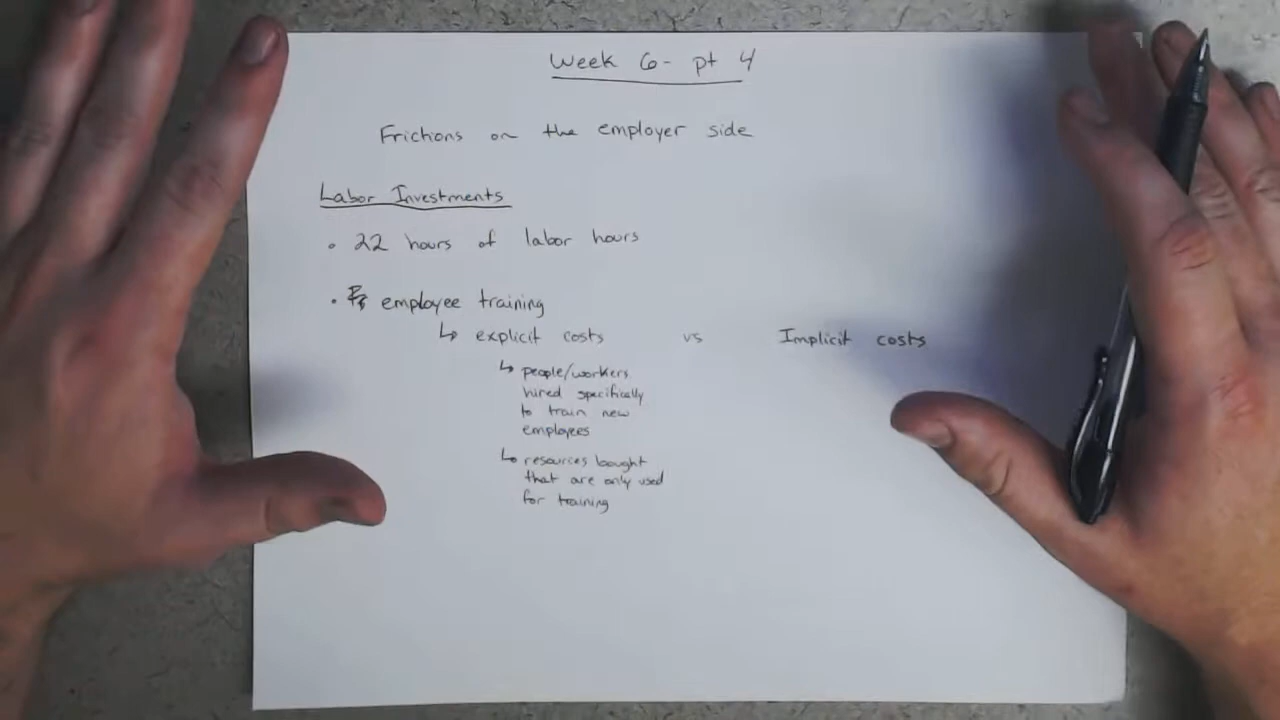 Week 6- pt 4
Frictions on the employer side
Labor Investments
• 22 hours of labor hours
• employee training
↳ explicit costs vs Implicit costs
↳ people/workers
hired specifically
to train new
employees
↳ resources bought
that are only used
for training